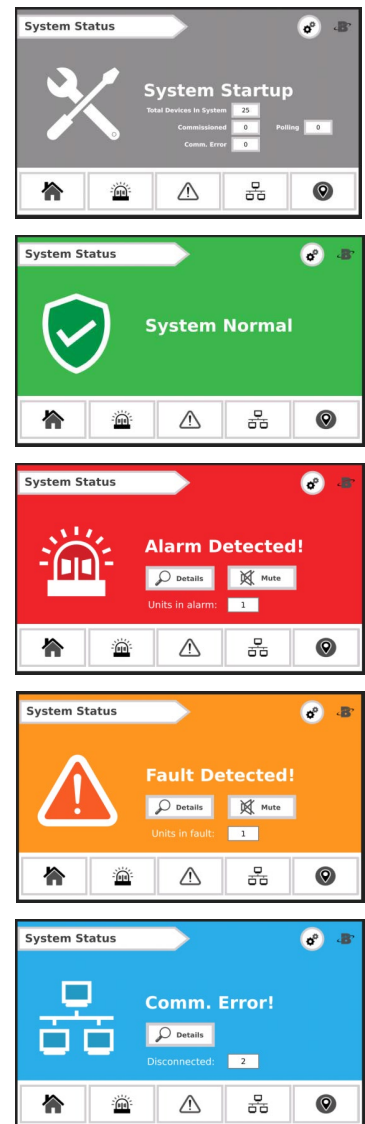 System Status
B
System Startup
Total Devices In System 25
Commissioned 0 Polling 0
Comm. Error 0
System Status
B
System Normal
System Status
B
Alarm Detected!
Details Mute
Units in alarm: 1
System Status
B
Fault Detected!
Details Mute
Units in fault: 1
System Status
B
Comm. Error!
Details
Disconnected: 2